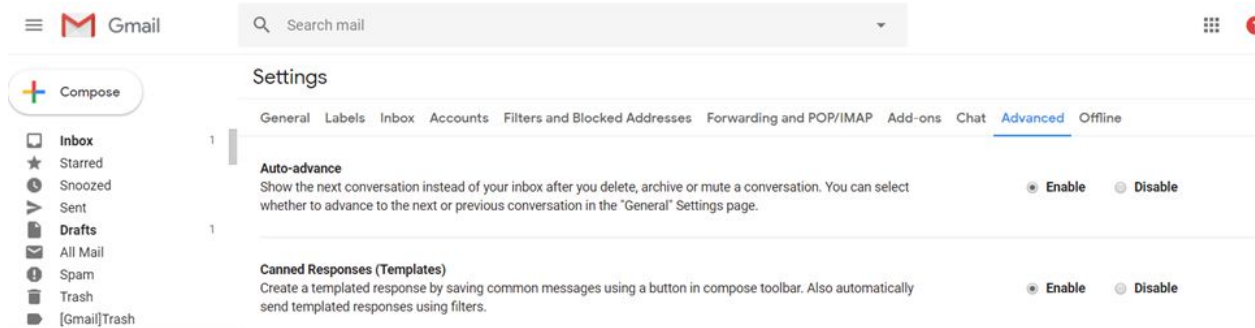 Gmail
Search mail
Settings
Compose
General Labels Inbox Accounts Filters and Blocked Addresses Forwarding and POP/IMAP Add-ons Chat Advanced Offline
Inbox 1
Starred
Snoozed
Sent
Drafts 1
All Mail
Spam
Trash
[Gmail]Trash
Auto-advance
Show the next conversation instead of your inbox after you delete, archive or mute a conversation. You can select
whether to advance to the next or previous conversation in the "General" Settings page.
Enable Disable
Canned Responses (Templates)
Create a templated response by saving common messages using a button in compose toolbar. Also automatically
send templated responses using filters.
Enable Disable